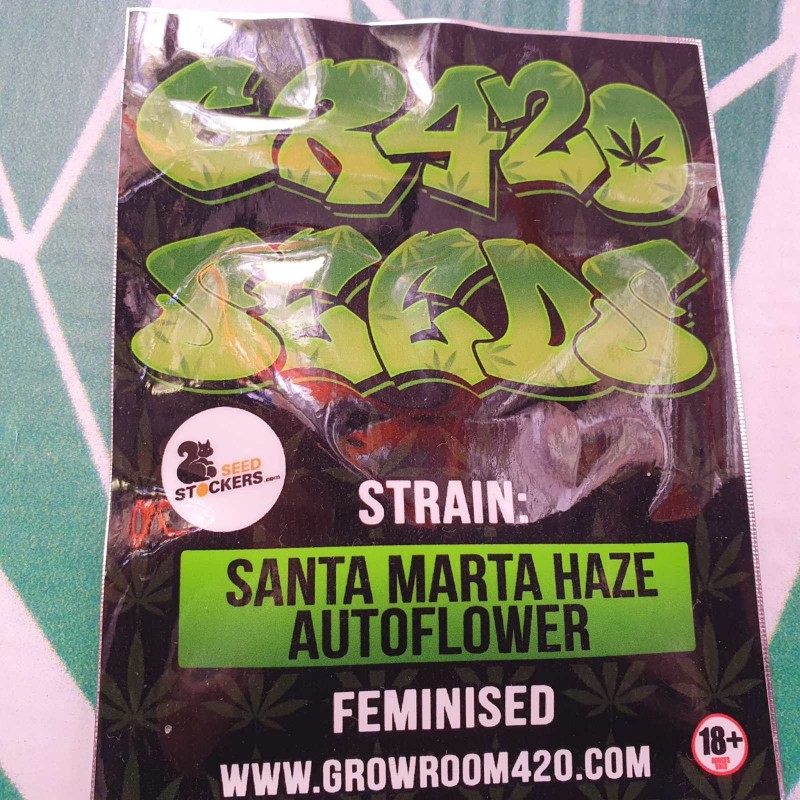 GR420
SEEDS
SEED
STOCKERS.com
STRAIN:
SANTA MARTA HAZE
AUTOFLOWER
FEMINISED
WWW.GROWROOM420.COM
18+